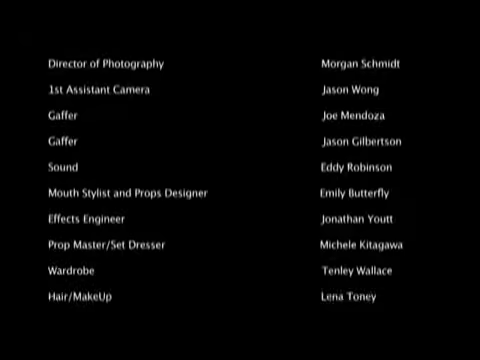 Director of Photography Morgan Schmidt
1st Assistant Camera Jason Wong
Gaffer Joe Mendoza
Gaffer Jason Gilbertson
Sound Eddy Robinson
Mouth Stylist and Props Designer Emily Butterfly
Effects Engineer Jonathan Youtt
Prop Master/Set Dresser Michele Kitagawa
Wardrobe Tenley Wallace
Hair/MakeUp Lena Toney